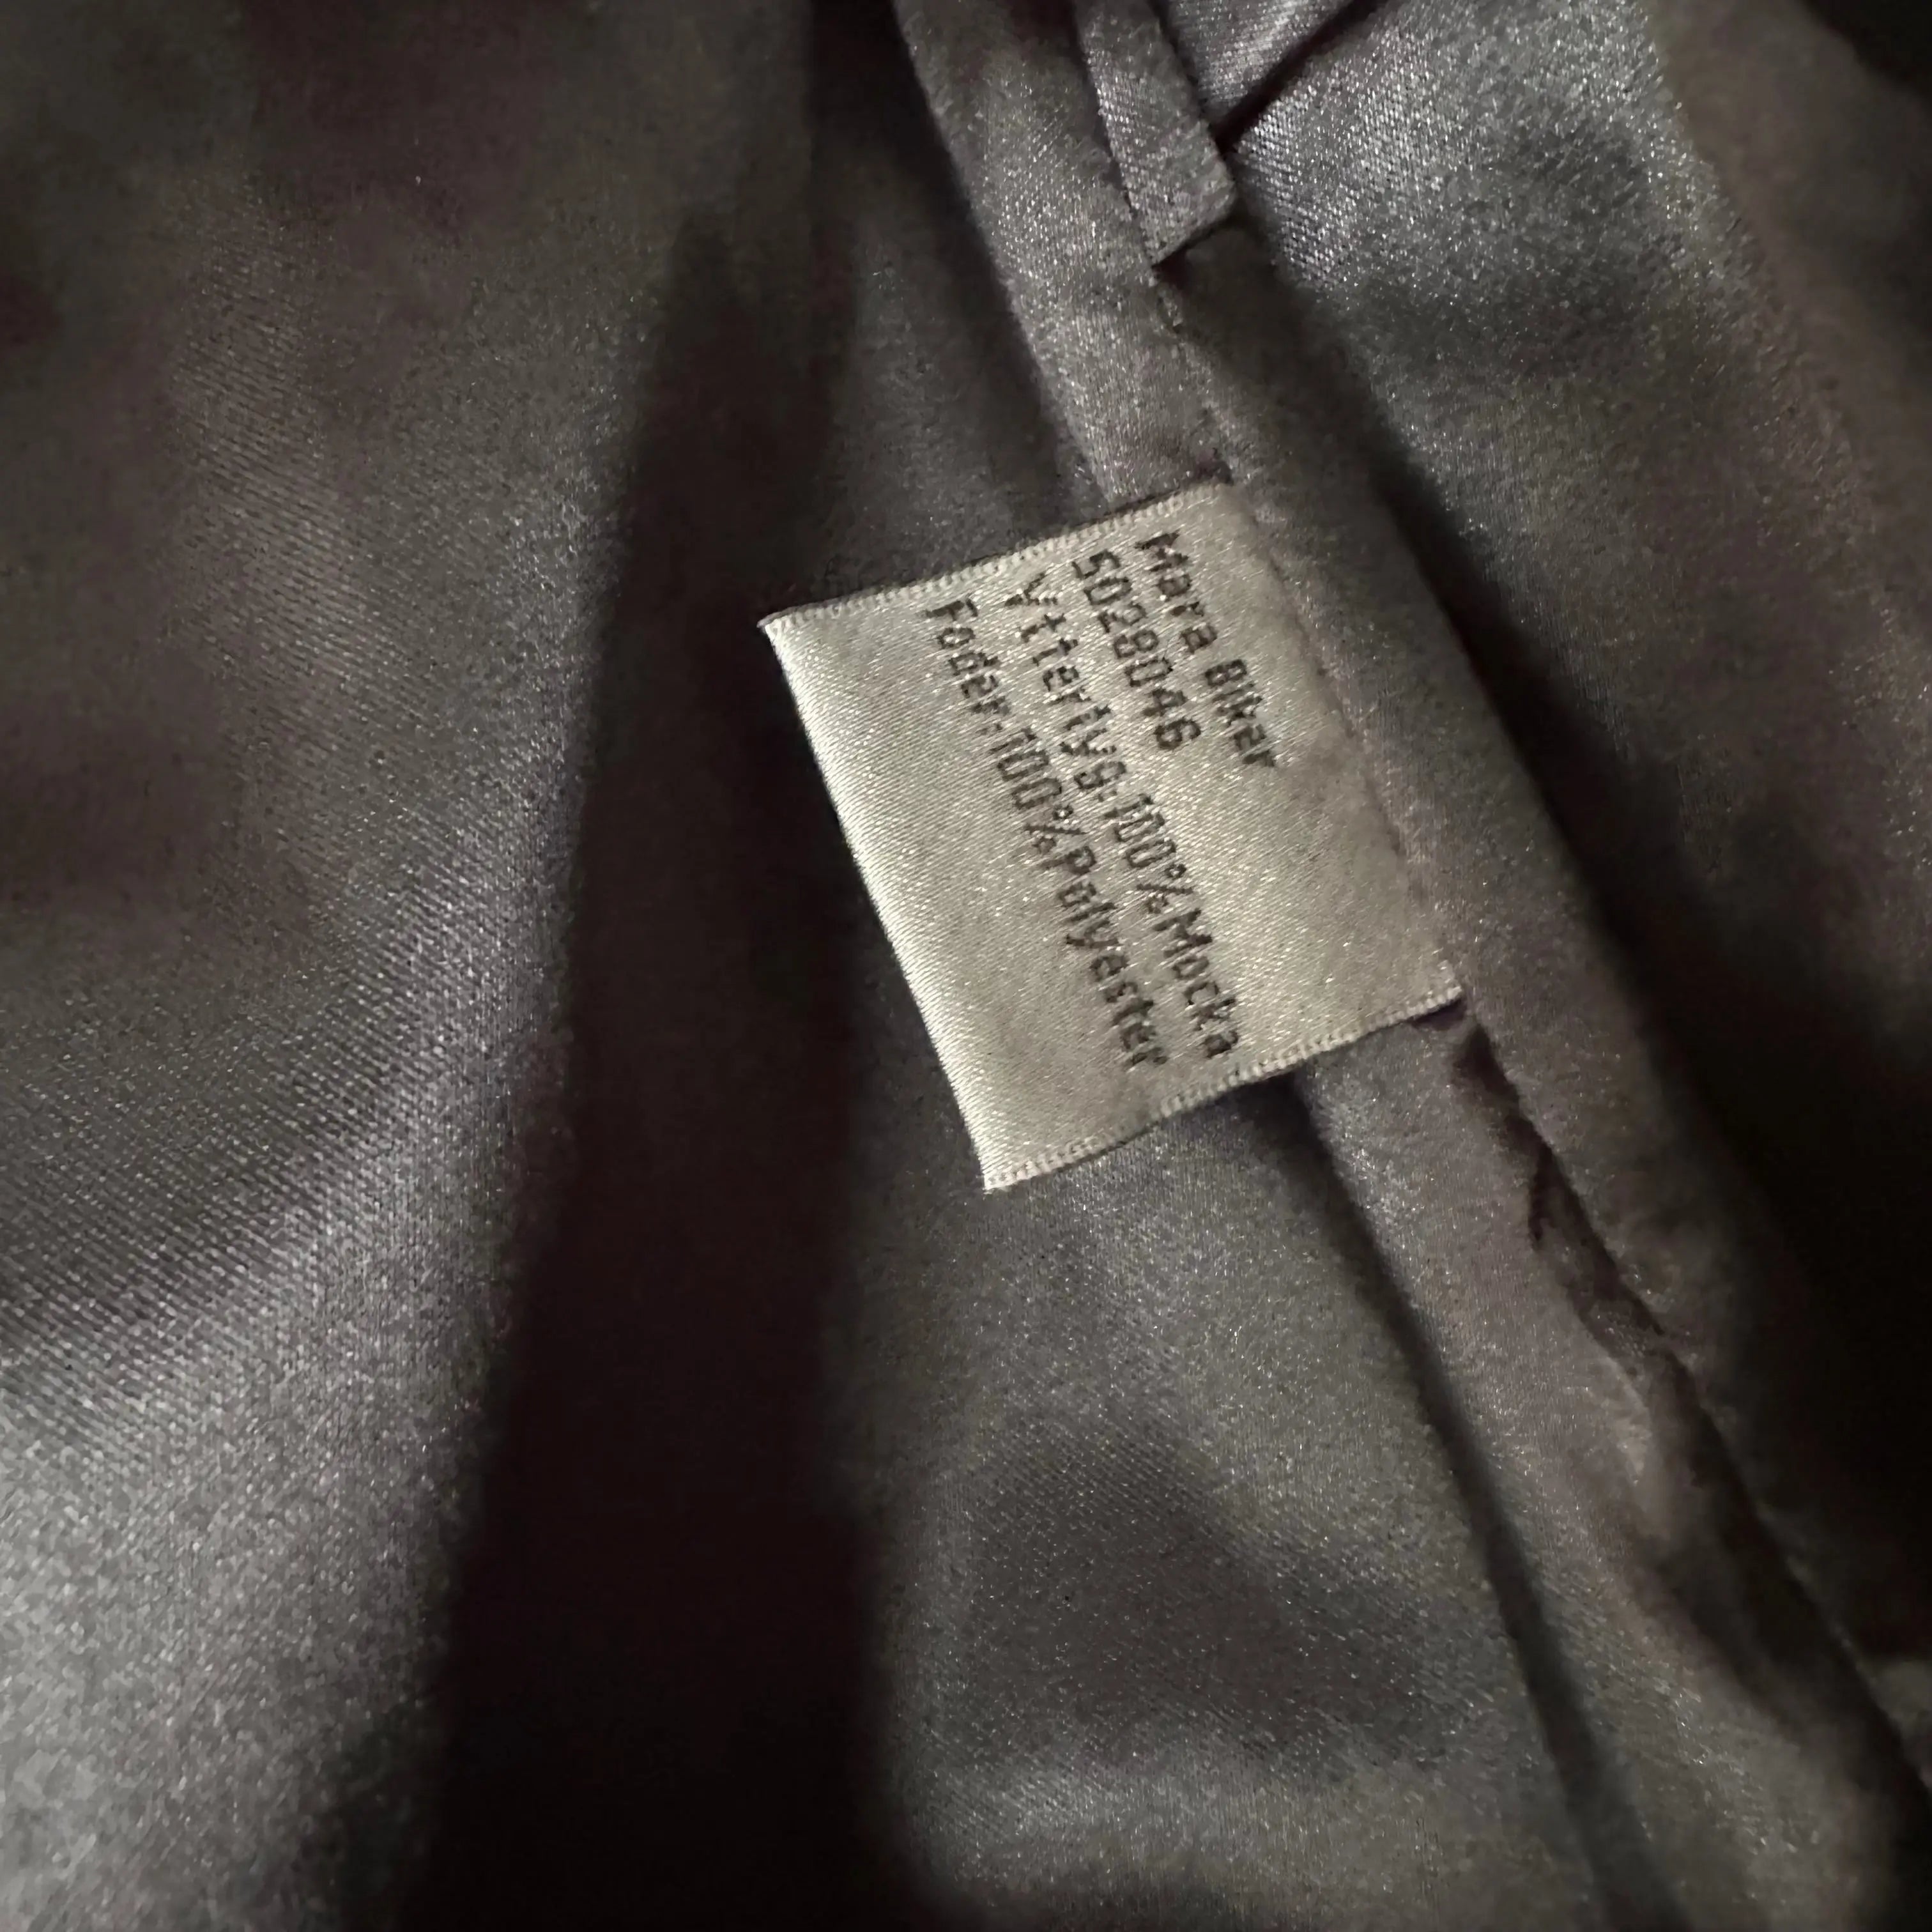 Mara Biker
5028046
Ytterlyg:100%Mocka
Foder:100%Polyester